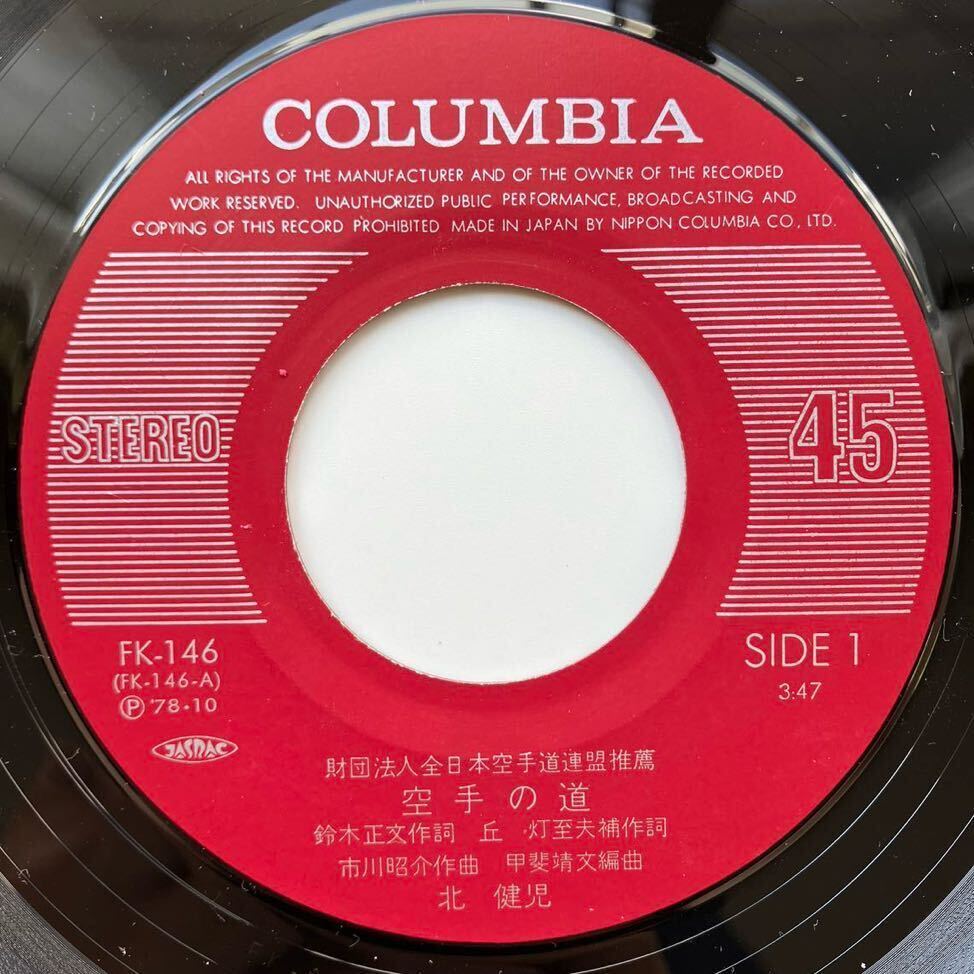 COLUMBIA
ALL RIGHTS OF THE MANUFACTURER AND OF THE OWNER OF THE RECORDED
WORK RESERVED. UNAUTHORIZED PUBLIC PERFORMANCE, BROADCASTING AND
COPYING OF THIS RECORD PROHIBITED MADE IN JAPAN BY NIPPON COLUMBIA CO., LTD.
STEREO
45
FK-146
(FK-146-A)
Ⓟ '78·10
JASRAC
SIDE 1
3:47
財団法人全日本空手道連盟推薦
空手の道
鈴木正文作詞 丘 灯至夫補作詞
市川昭介作曲 甲斐靖文編曲
北 健児